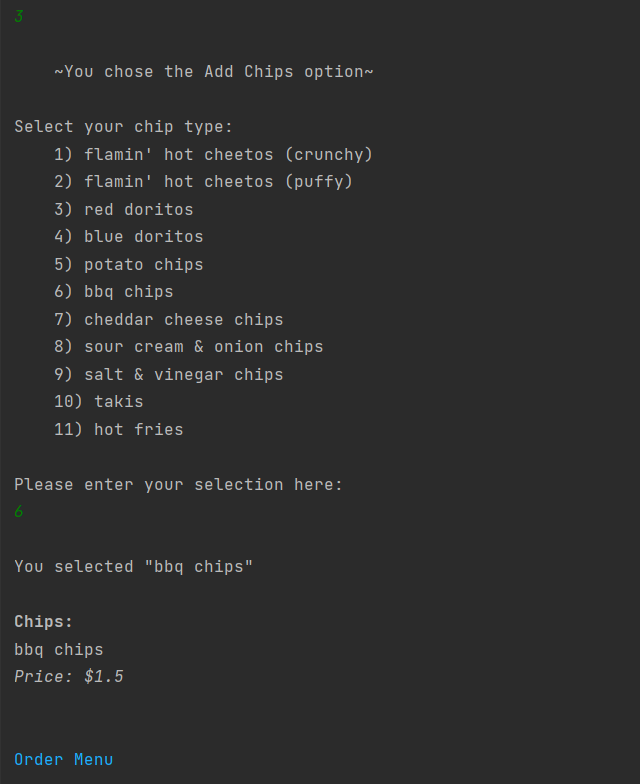 3
~You chose the Add Chips option~
Select your chip type:
1) flamin' hot cheetos (crunchy)
2) flamin' hot cheetos (puffy)
3) red doritos
4) blue doritos
5) potato chips
6) bbq chips
7) cheddar cheese chips
8) sour cream & onion chips
9) salt & vinegar chips
10) takis
11) hot fries
Please enter your selection here:
6
You selected "bbq chips"
Chips:
bbq chips
Price: $1.5
Order Menu